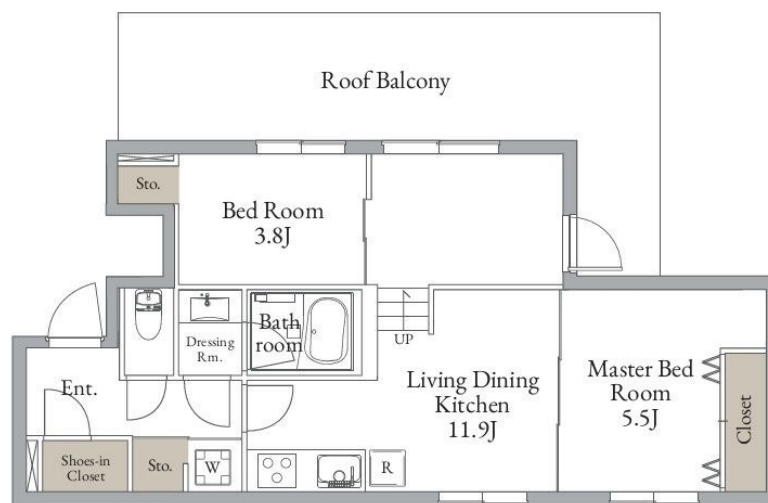 Roof Balcony
Sto.
Bed Room
3.8J
Bath
room
Dressing
Rm.
UP
Ent.
Living Dining
Kitchen
11.9J
Master Bed
Room
5.5J
Closet
Shoes-in
Closet
Sto.
W
R